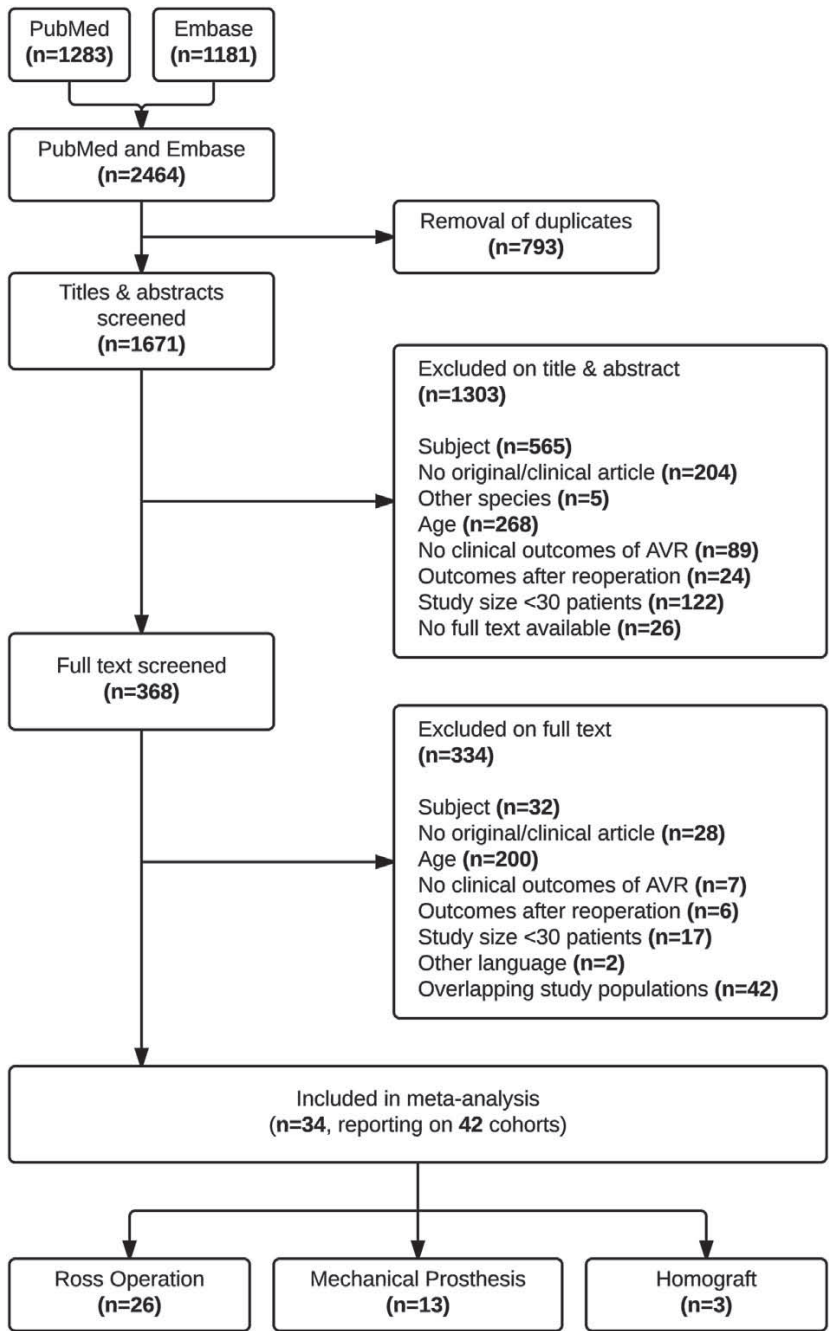 PubMed
(n=1283)
Embase
(n=1181)
PubMed and Embase
(n=2464)
Removal of duplicates
(n=793)
Titles & abstracts
screened
(n=1671)
Excluded on title & abstract
(n=1303)
Subject (n=565)
No original/clinical article (n=204)
Other species (n=5)
Age (n=268)
No clinical outcomes of AVR (n=89)
Outcomes after reoperation (n=24)
Study size <30 patients (n=122)
No full text available (n=26)
Full text screened
(n=368)
Excluded on full text
(n=334)
Subject (n=32)
No original/clinical article (n=28)
Age (n=200)
No clinical outcomes of AVR (n=7)
Outcomes after reoperation (n=6)
Study size <30 patients (n=17)
Other language (n=2)
Overlapping study populations (n=42)
Included in meta-analysis
(n=34, reporting on 42 cohorts)
Ross Operation
(n=26)
Mechanical Prosthesis
(n=13)
Homograft
(n=3)